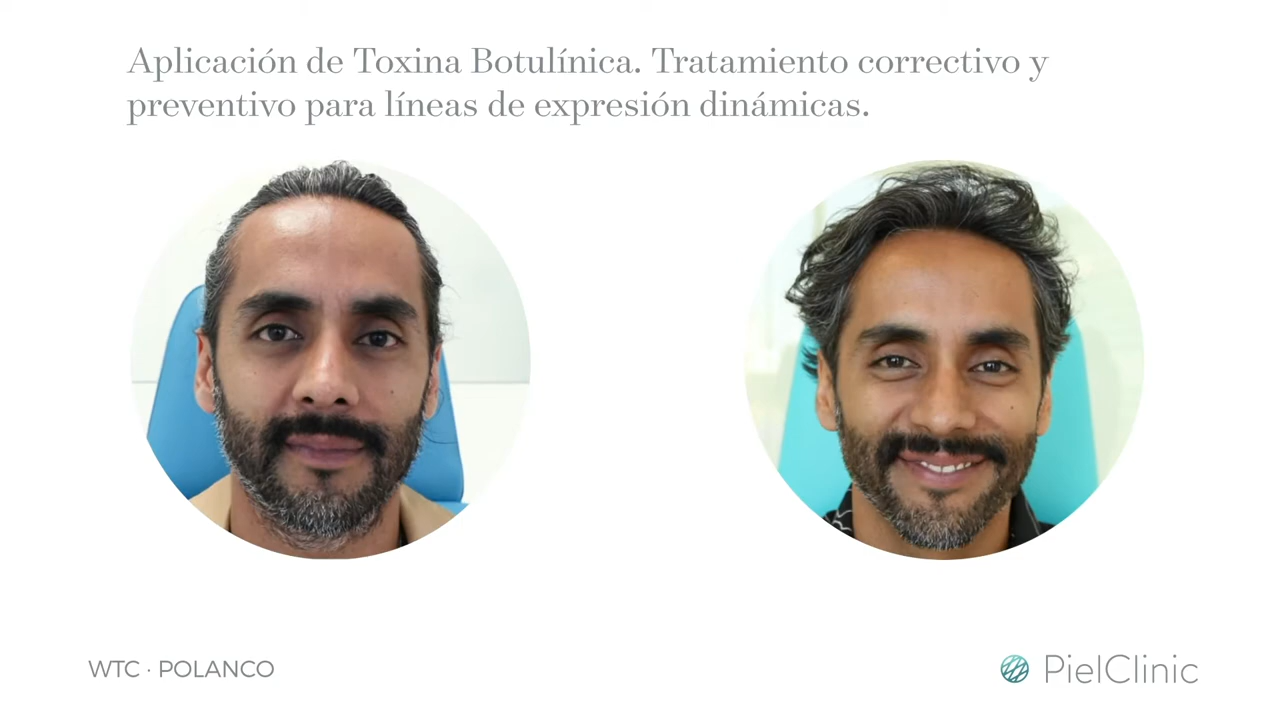 Aplicación de Toxina Botulínica. Tratamiento correctivo y
preventivo para líneas de expresión dinámicas.
WTC · POLANCO
PielClinic